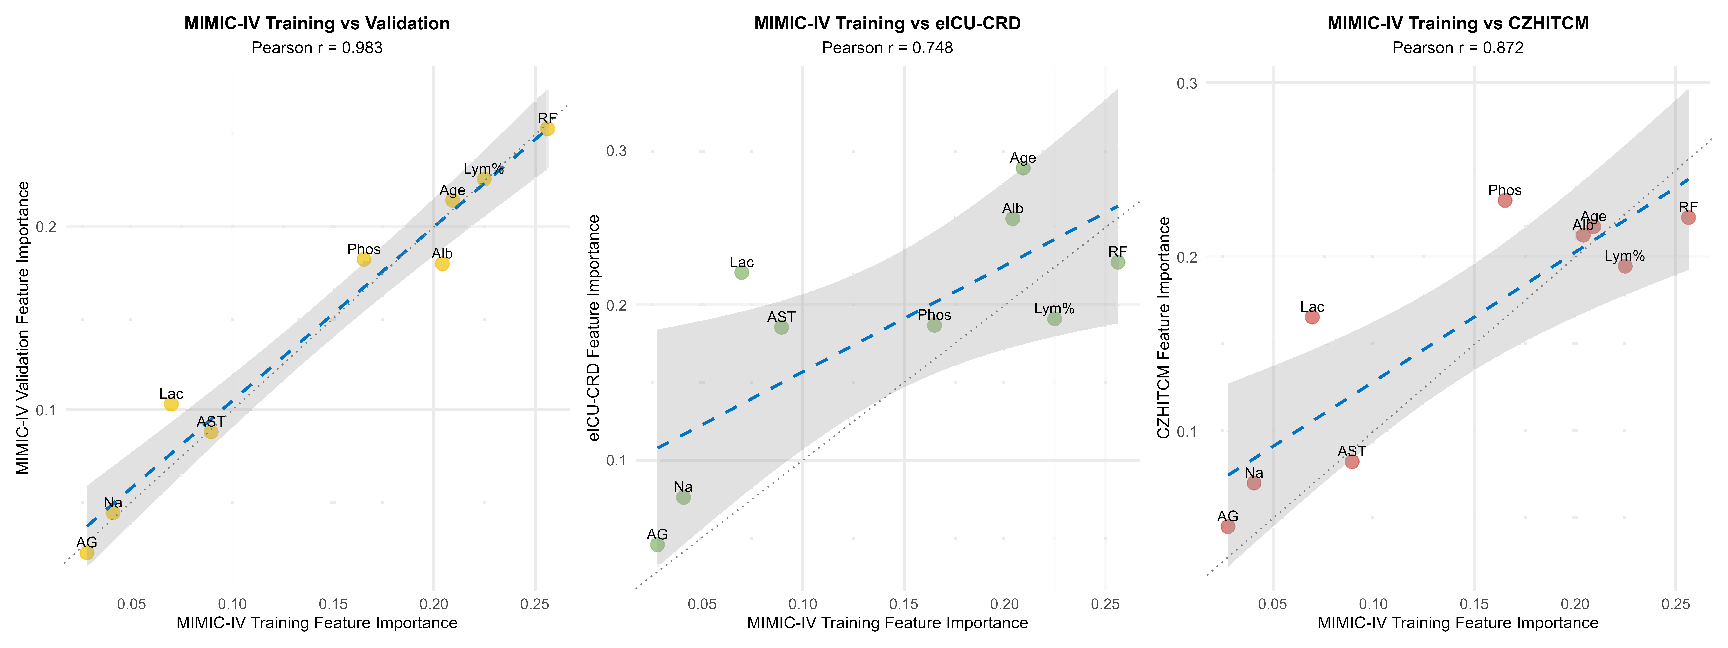 MIMIC-IV Training vs Validation
Pearson r = 0.983
MIMIC-IV Validation Feature Importance
0.2
0.1
RF
Lym%
Age
Phos
Alb
Lac
AST
Na
AG
0.05
0.10
0.15
0.20
0.25
MIMIC-IV Training Feature Importance
MIMIC-IV Training vs eICU-CRD
Pearson r = 0.748
eICU-CRD Feature Importance
0.3
0.2
0.1
Age
Alb
Lac
RF
AST
Phos
Lym%
Na
AG
0.05
0.10
0.15
0.20
0.25
MIMIC-IV Training Feature Importance
MIMIC-IV Training vs CZHITCM
Pearson r = 0.872
CZHITCM Feature Importance
0.3
0.2
0.1
Phos
RF
Age
Alb
Lym%
Lac
AST
Na
AG
0.05
0.10
0.15
0.20
0.25
MIMIC-IV Training Feature Importance